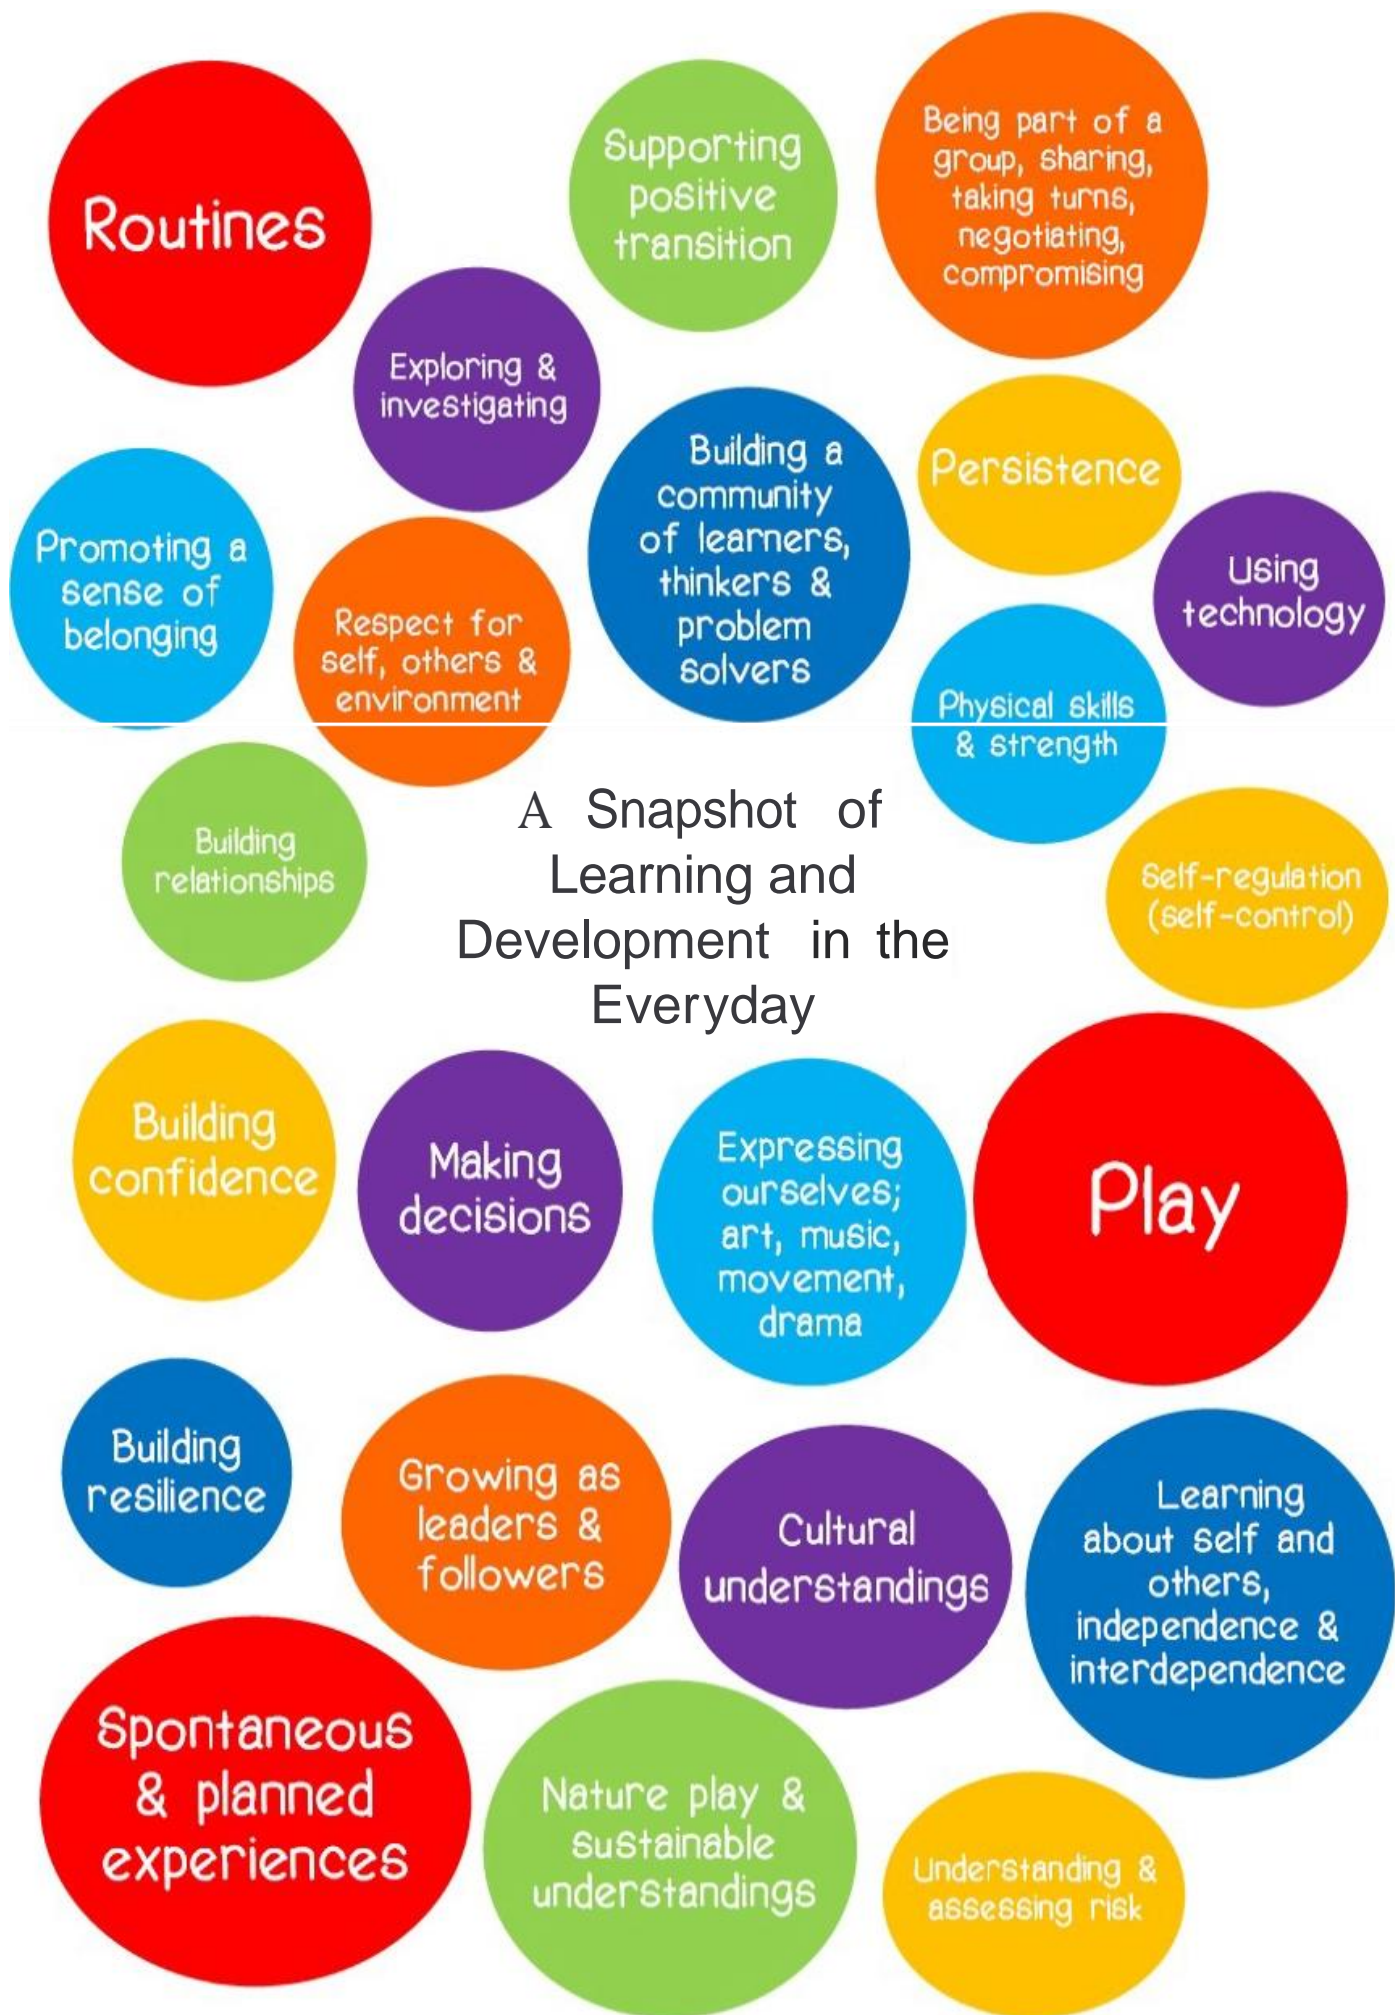 Routines
Supporting
positive
transition
Being part of a
group, sharing,
taking turns,
negotiating,
compromising
Exploring &
investigating
Building a
community
of learners,
thinkers &
problem
solvers
Persistence
Using
technology
Promoting a
sense of
belonging
Respect for
self, others &
environment
Physical skills
& strength
Building
relationships
A Snapshot of
Learning and
Development in the
Everyday
Self-regulation
(self-control)
Building
confidence
Making
decisions
Expressing
ourselves;
art, music,
movement,
drama
Play
Building
resilience
Growing as
leaders &
followers
Cultural
understandings
Learning
about self and
others,
independence &
interdependence
Spontaneous
& planned
experiences
Nature play &
sustainable
understandings
Understanding &
assessing risk